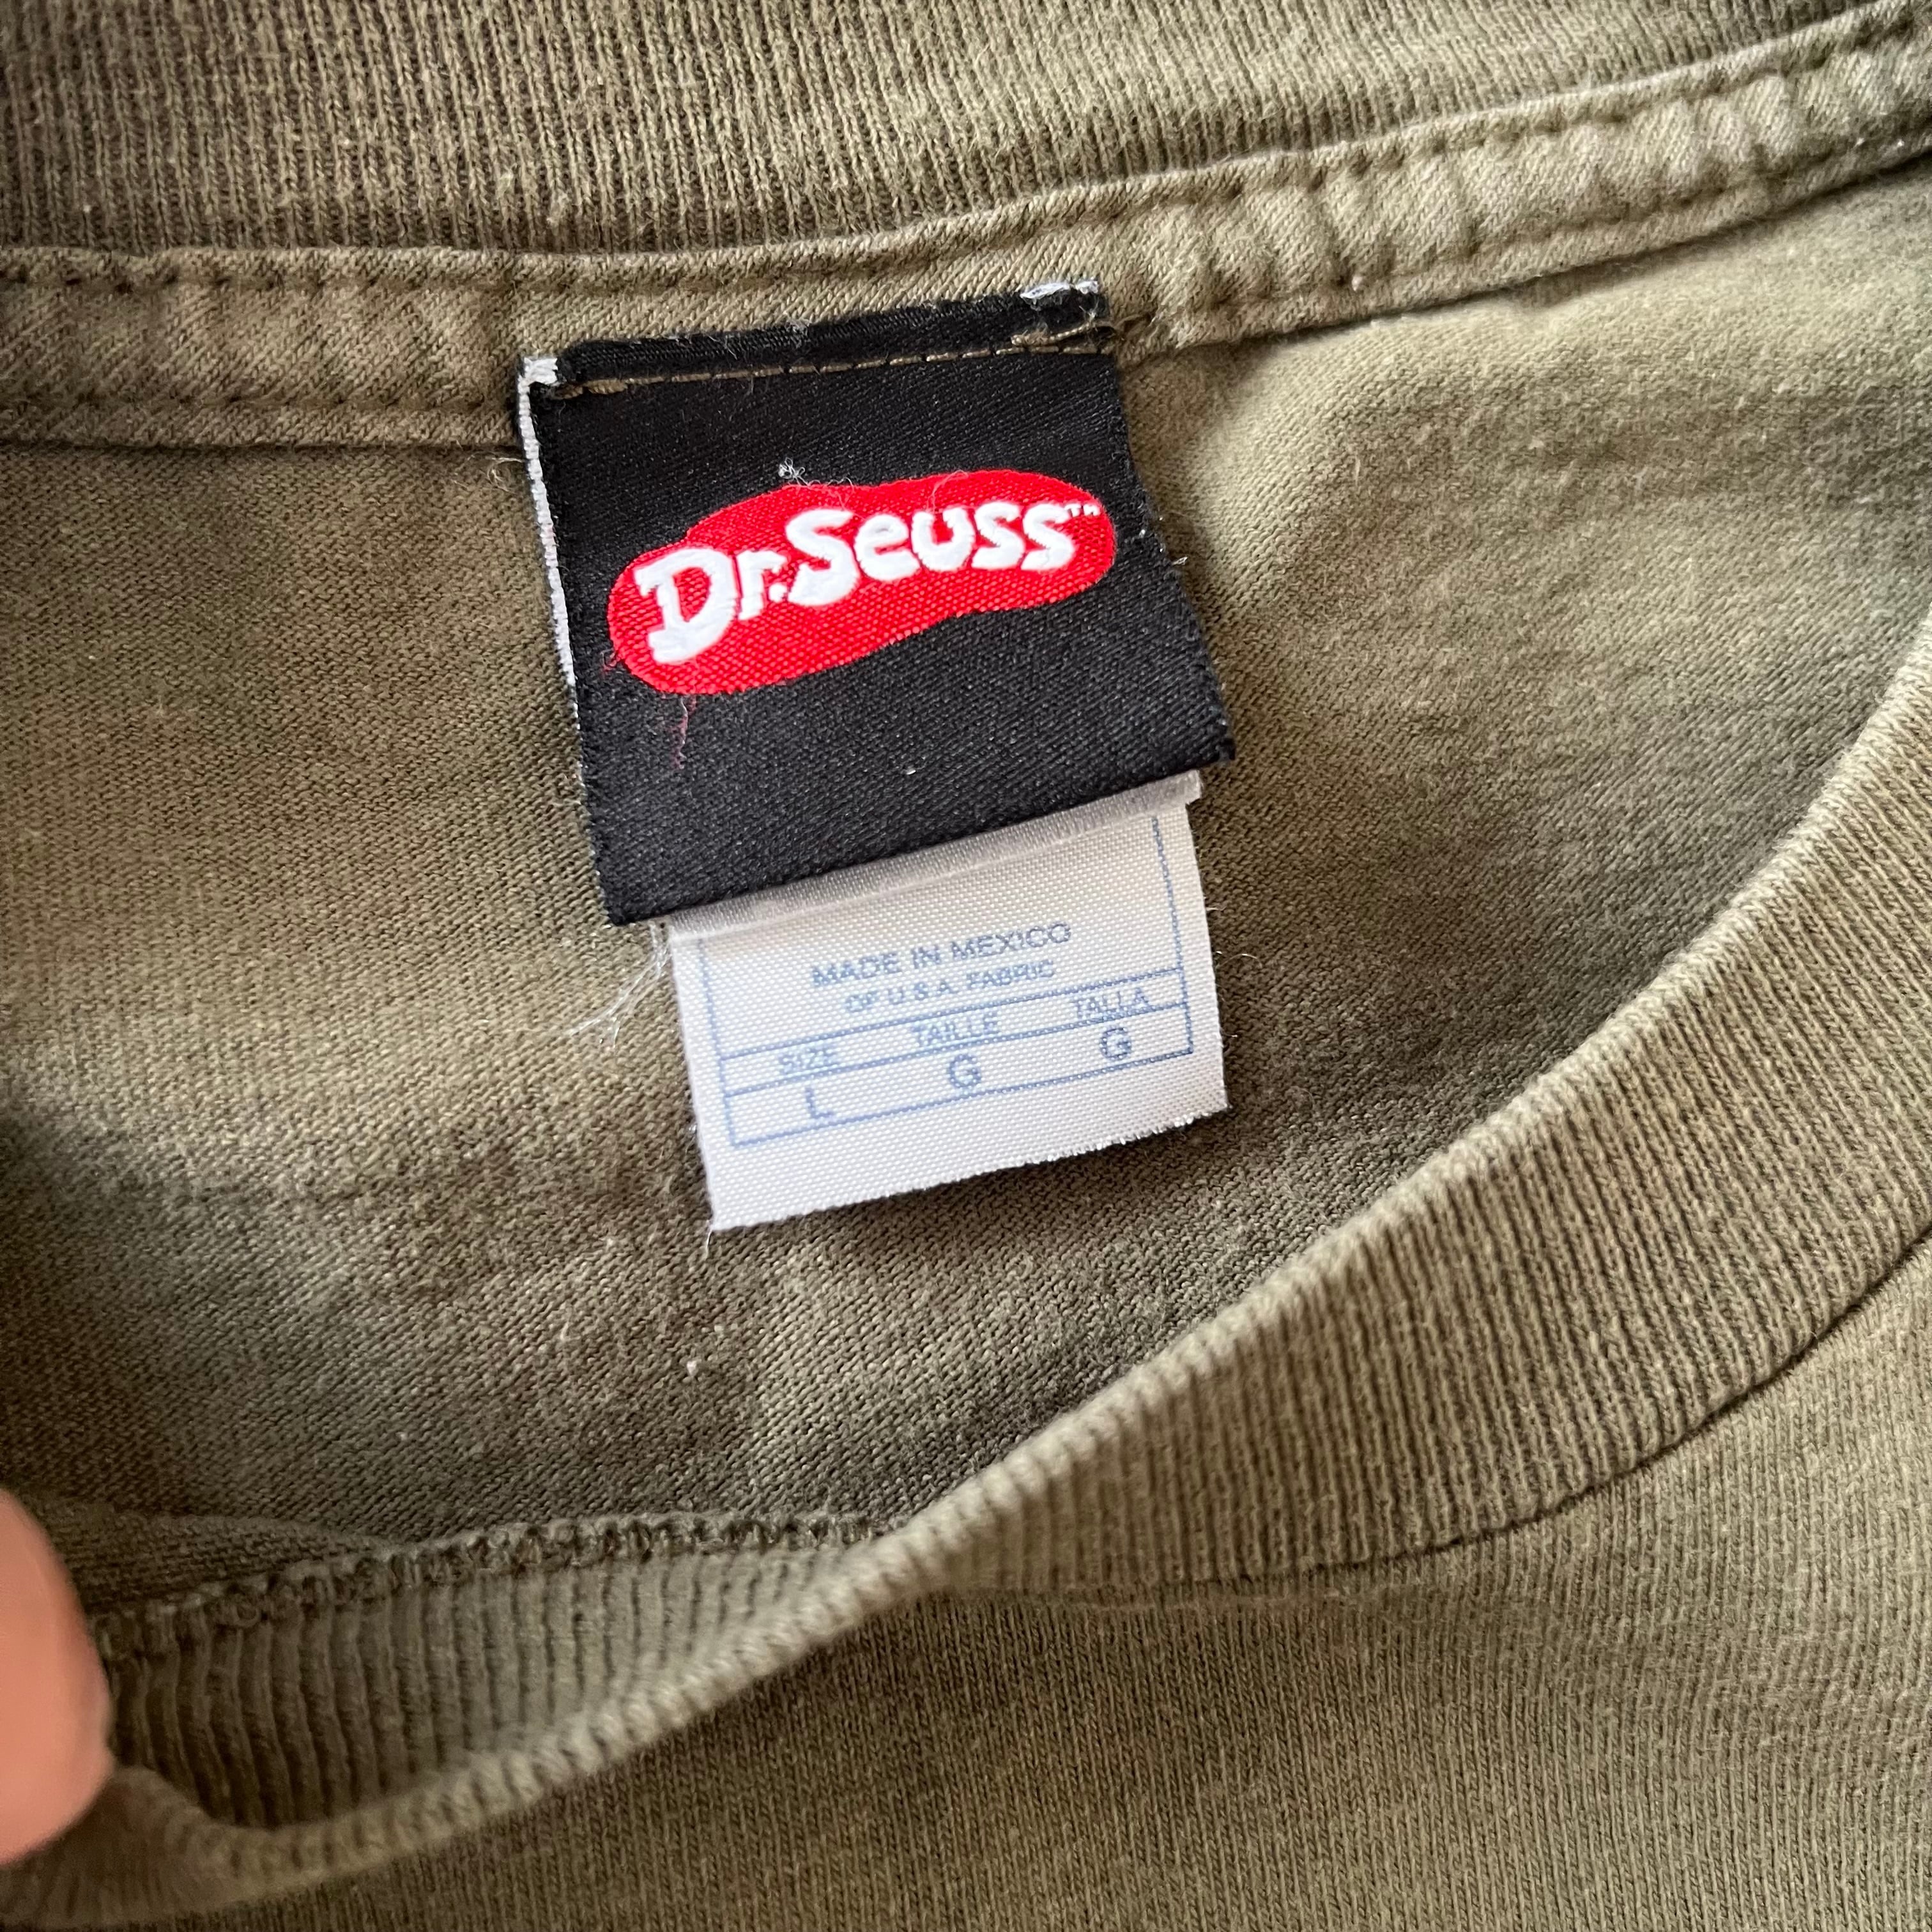 Dr. Seuss™
MADE IN MEXICO
OF U.S.A. FABRIC
SIZE TAILLE TALLA
L G G